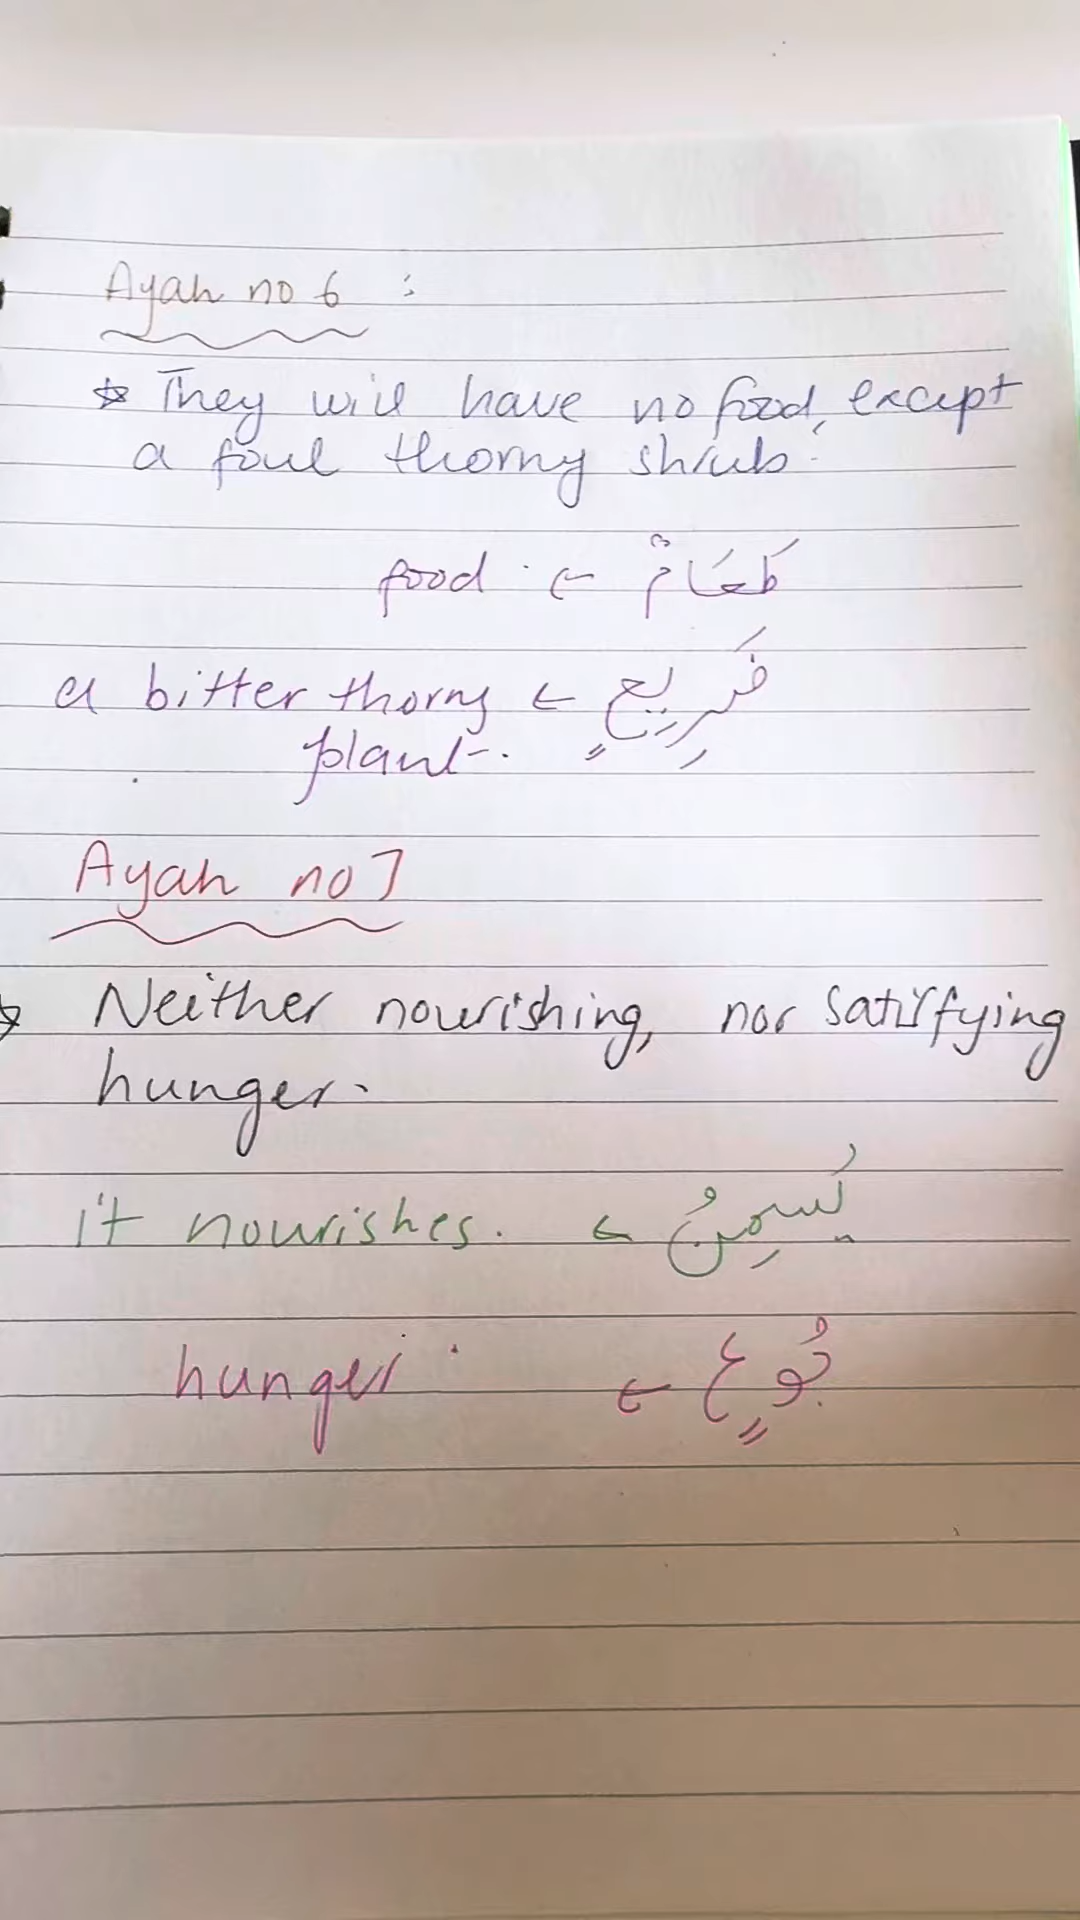 Ayah no 6 :
☆ They will have no food, except
a foul thorny shrub.
food. ← طَعَامٌ
a bitter thorny ← ضَرِيعٍ
plant.
Ayah no 7
☆ Neither nourishing, nor satisfying
hunger.
it nourishes. ← يُسمِنُ
hunger. ← جُوعٍ